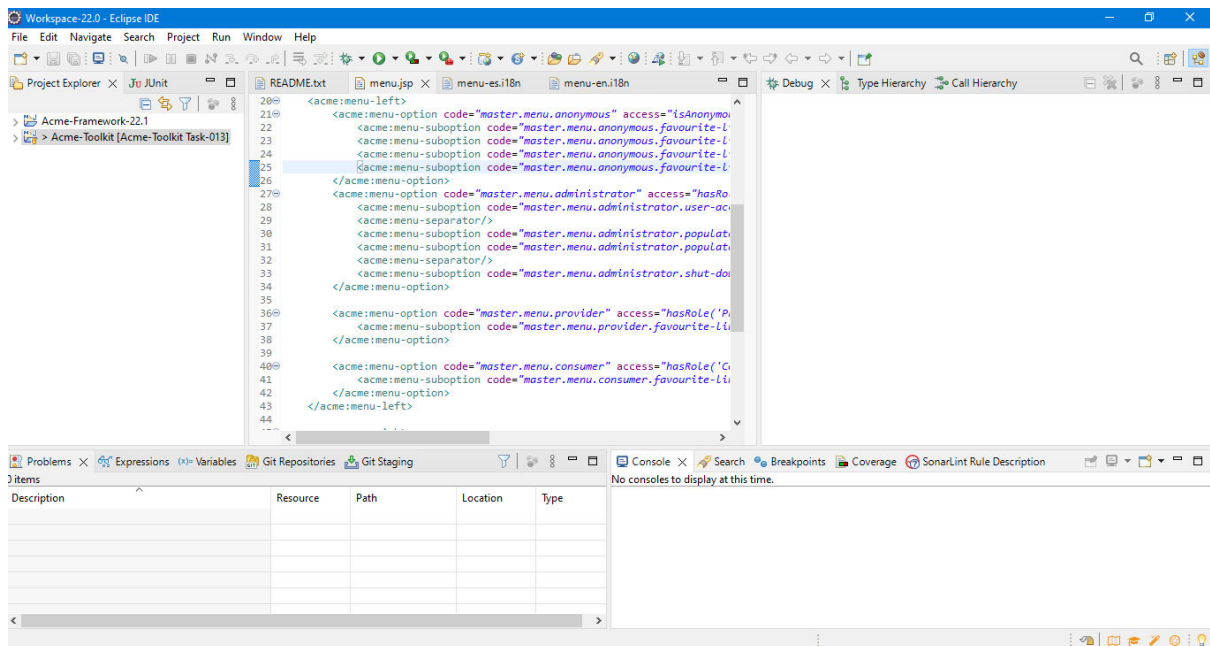 Workspace-22.0 - Eclipse IDE
File Edit Navigate Search Project Run Window Help
Project Explorer JUnit
README.txt menu.jsp menu-es.i18n menu-en.i18n
Debug Type Hierarchy Call Hierarchy
Acme-Framework-22.1
> Acme-Toolkit [Acme-Toolkit Task-013]
20 <acme:menu-left>
21 <acme:menu-option code="master.menu.anonymous" access="isAnonymo
22 <acme:menu-suboption code="master.menu.anonymous.favourite-l
23 <acme:menu-suboption code="master.menu.anonymous.favourite-l
24 <acme:menu-suboption code="master.menu.anonymous.favourite-l
25 <acme:menu-suboption code="master.menu.anonymous.favourite-l
26 </acme:menu-option>
27 <acme:menu-option code="master.menu.administrator" access="hasRo
28 <acme:menu-suboption code="master.menu.administrator.user-ac
29 <acme:menu-separator/>
30 <acme:menu-suboption code="master.menu.administrator.populat
31 <acme:menu-suboption code="master.menu.administrator.populat
32 <acme:menu-separator/>
33 <acme:menu-suboption code="master.menu.administrator.shut-do
34 </acme:menu-option>
35
36 <acme:menu-option code="master.menu.provider" access="hasRole('P
37 <acme:menu-suboption code="master.menu.provider.favourite-li
38 </acme:menu-option>
39
40 <acme:menu-option code="master.menu.consumer" access="hasRole('C
41 <acme:menu-suboption code="master.menu.consumer.favourite-li
42 </acme:menu-option>
43 </acme:menu-left>
44
Problems Expressions (x)= Variables Git Repositories Git Staging
Console Search Breakpoints Coverage SonarLint Rule Description
items
No consoles to display at this time.
Description Resource Path Location Type